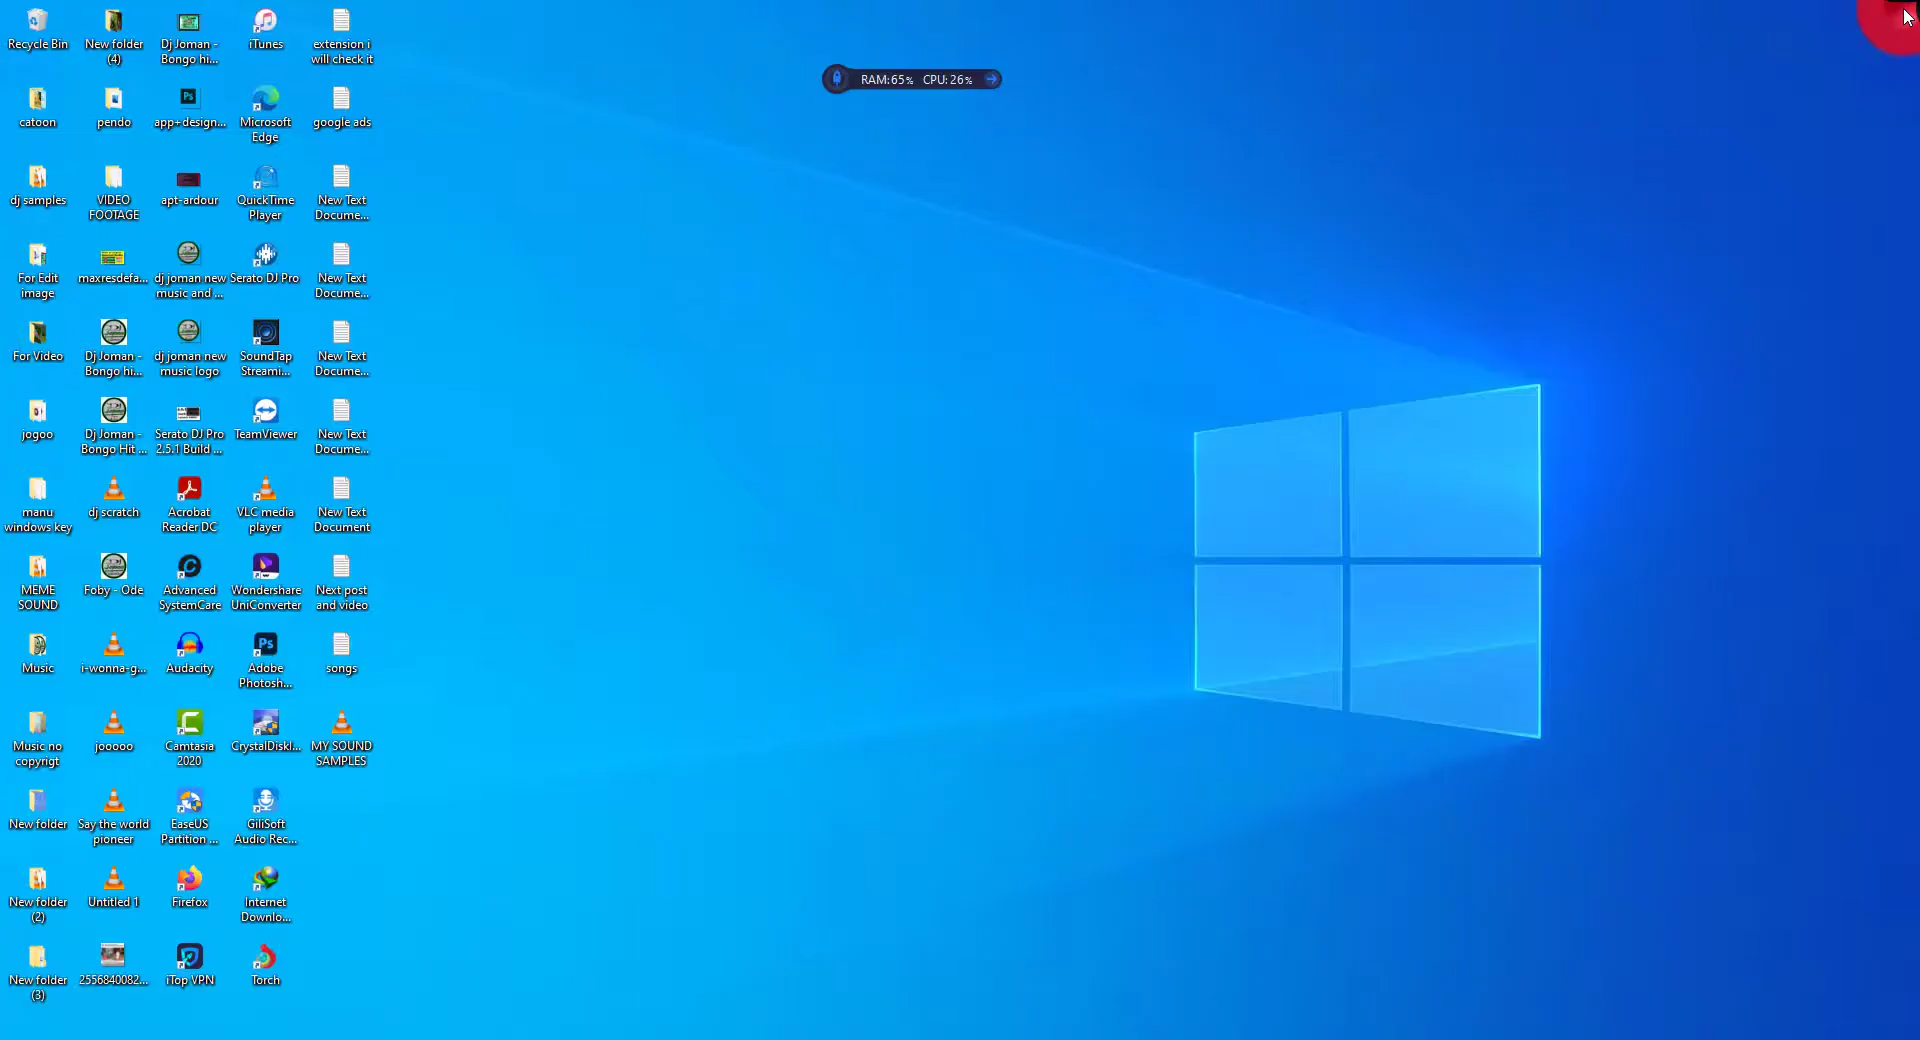 Recycle Bin
New folder
(4)
Dj Joman -
Bongo hi...
iTunes
extension i
will check it
RAM:65% CPU: 26%
catoon
pendo
Ps
app+design...
Microsoft
Edge
google ads
dj samples
VIDEO
FOOTAGE
apt-ardour
QuickTime
Player
New Text
Docume...
For Edit
image
maxresdefa...
dj joman new
music and ...
Serato DJ Pro
New Text
Docume...
For Video
Dj Joman -
Bongo hi...
dj joman new
music logo
SoundTap
Streami...
New Text
Docume...
jogoo
Dj Joman -
Bongo Hit ...
Serato DJ Pro
2.5.1 Build ...
TeamViewer
New Text
Docume...
manu
windows key
dj scratch
Acrobat
Reader DC
VLC media
player
New Text
Document
MEME
SOUND
Foby - Ode
Advanced
SystemCare
Wondershare
UniConverter
Next post
and video
Music
i-wonna-g...
Audacity
Ps
Adobe
Photosh...
songs
Music no
copyrigt
jooooo
Camtasia
2020
CrystalDiskI...
MY SOUND
SAMPLES
New folder
Say the world
pioneer
EaseUS
Partition ...
GiliSoft
Audio Rec...
New folder
(2)
Untitled 1
Firefox
Internet
Downlo...
New folder
(3)
2556840082...
iTop VPN
Torch